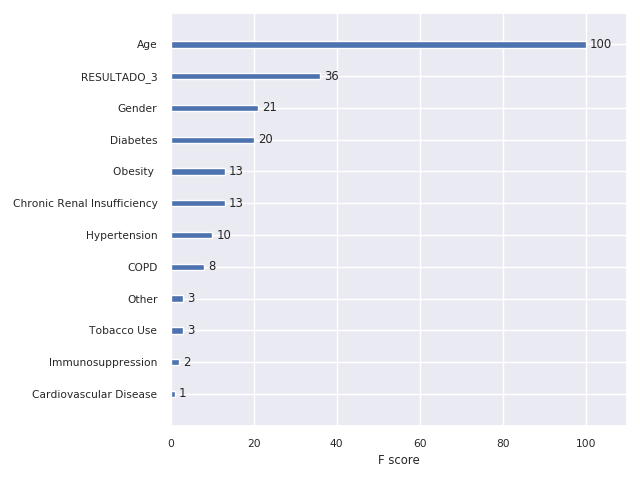 Age 100
RESULTADO_3 36
Gender 21
Diabetes 20
Obesity 13
Chronic Renal Insufficiency 13
Hypertension 10
COPD 8
Other 3
Tobacco Use 3
Immunosuppression 2
Cardiovascular Disease 1
0 20 40 60 80 100
F score